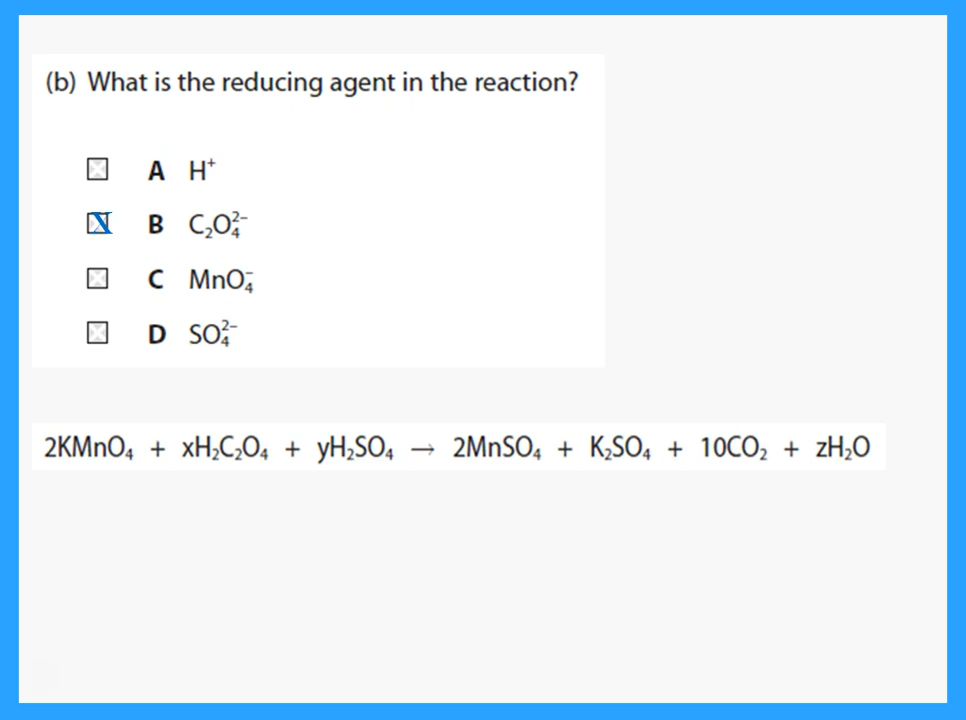 (b) What is the reducing agent in the reaction?
A H⁺
X B C₂O₄²⁻
C MnO₄⁻
D SO₄²⁻
2KMnO₄ + xH₂C₂O₄ + yH₂SO₄ → 2MnSO₄ + K₂SO₄ + 10CO₂ + zH₂O